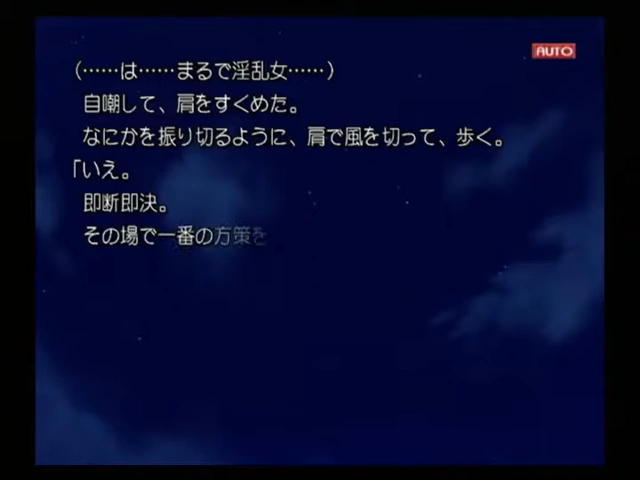 AUTO
(……は……まるで淫乱女……)
自嘲して、肩をすくめた。
なにかを振り切るように、肩で風を切って、歩く。
「いえ。
即断即決。
その場で一番の方策を